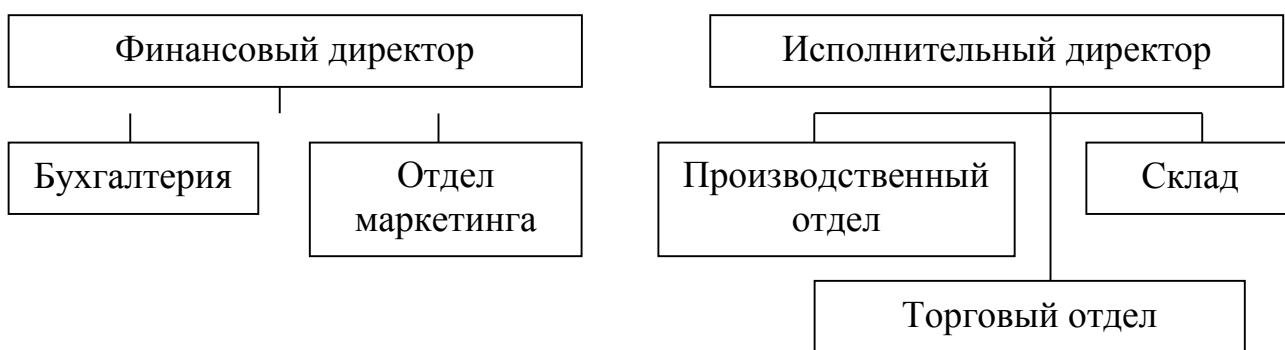 Финансовый директор
Исполнительный директор
Бухгалтерия
Отдел
маркетинга
Производственный
отдел
Склад
Торговый отдел